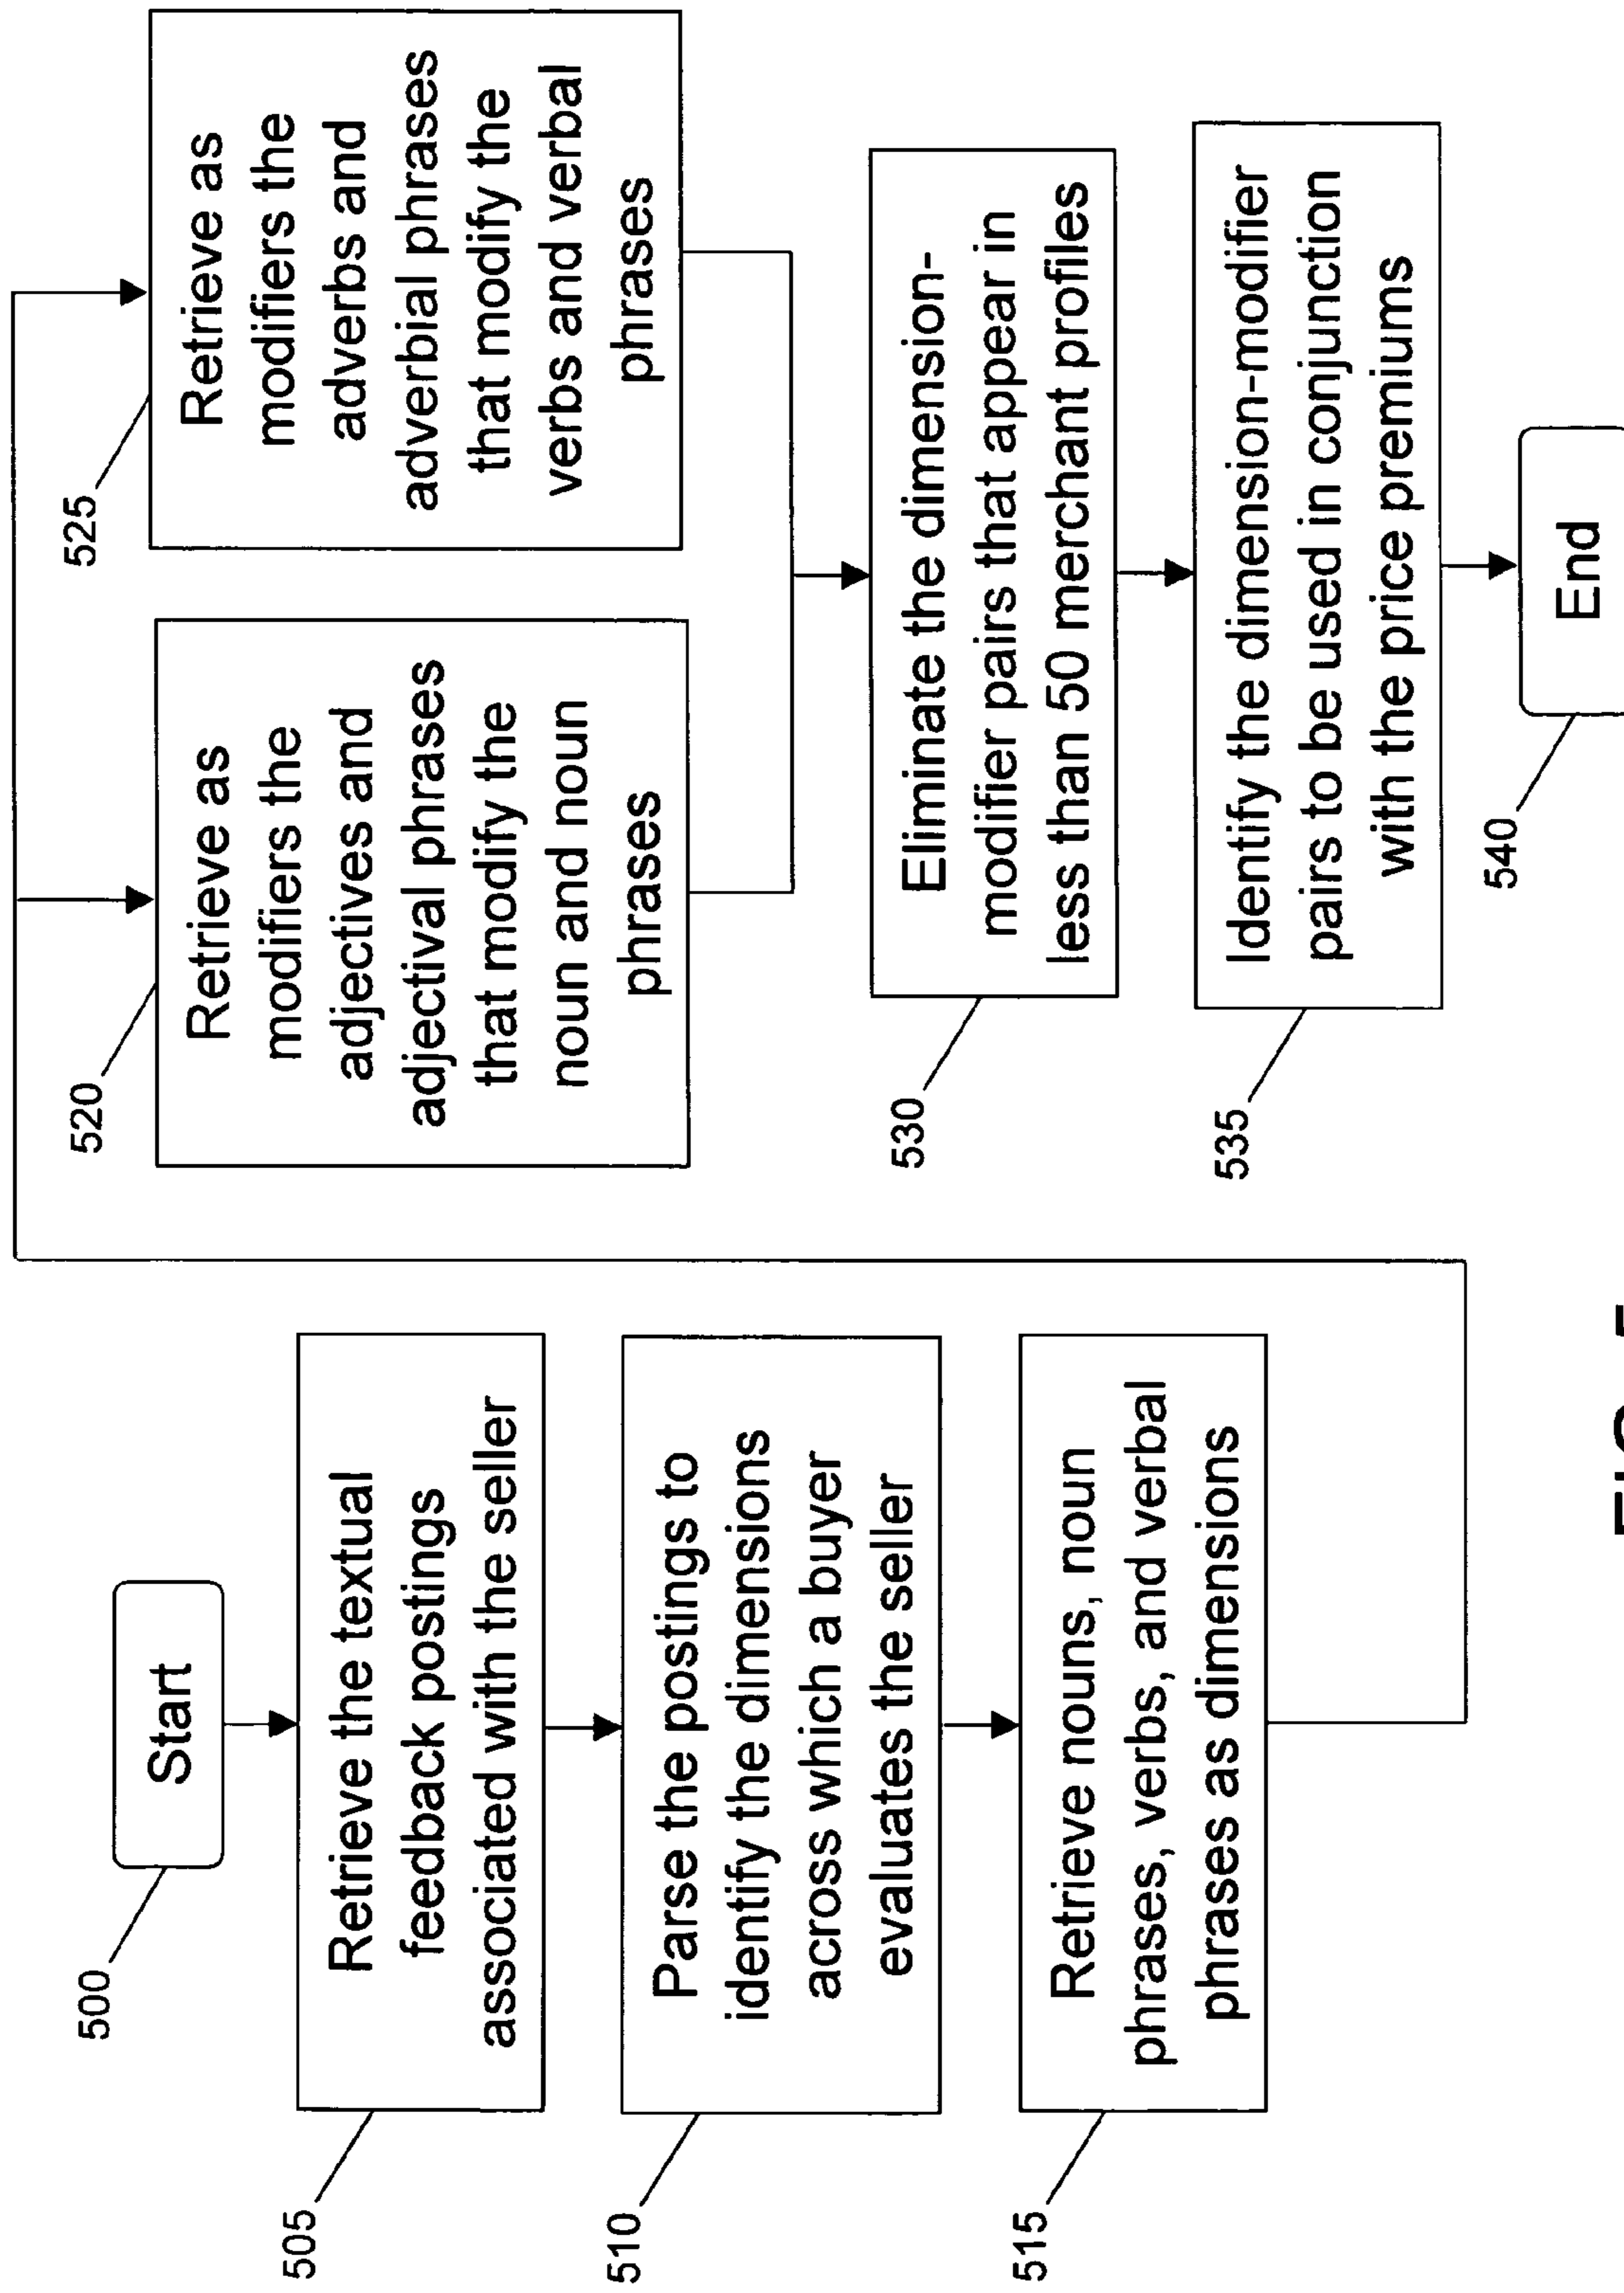 500
Start
505
Retrieve the textual
feedback postings
associated with the seller
510
Parse the postings to
identify the dimensions
across which a buyer
evaluates the seller
515
Retrieve nouns, noun
phrases, verbs, and verbal
phrases as dimensions
520
Retrieve as
modifiers the
adjectives and
adjectival phrases
that modify the
noun and noun
phrases
525
Retrieve as
modifiers the
adverbs and
adverbial phrases
that modify the
verbs and verbal
phrases
530
Eliminate the dimension-
modifier pairs that appear in
less than 50 merchant profiles
535
Identify the dimension-modifier
pairs to be used in conjunction
with the price premiums
540
End